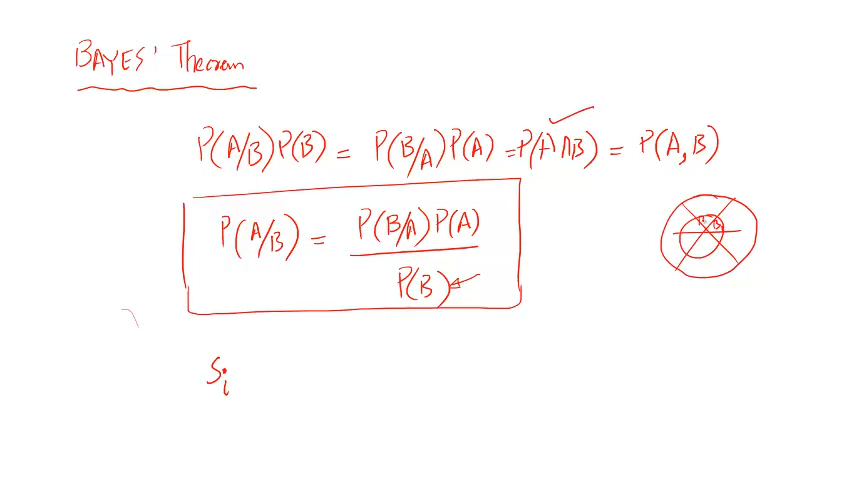 BAYES' Theorem
P(A/B)P(B) = P(B/A)P(A) = P(A∩B) = P(A,B)
P(A/B) = P(B/A)P(A)
P(B)
Si